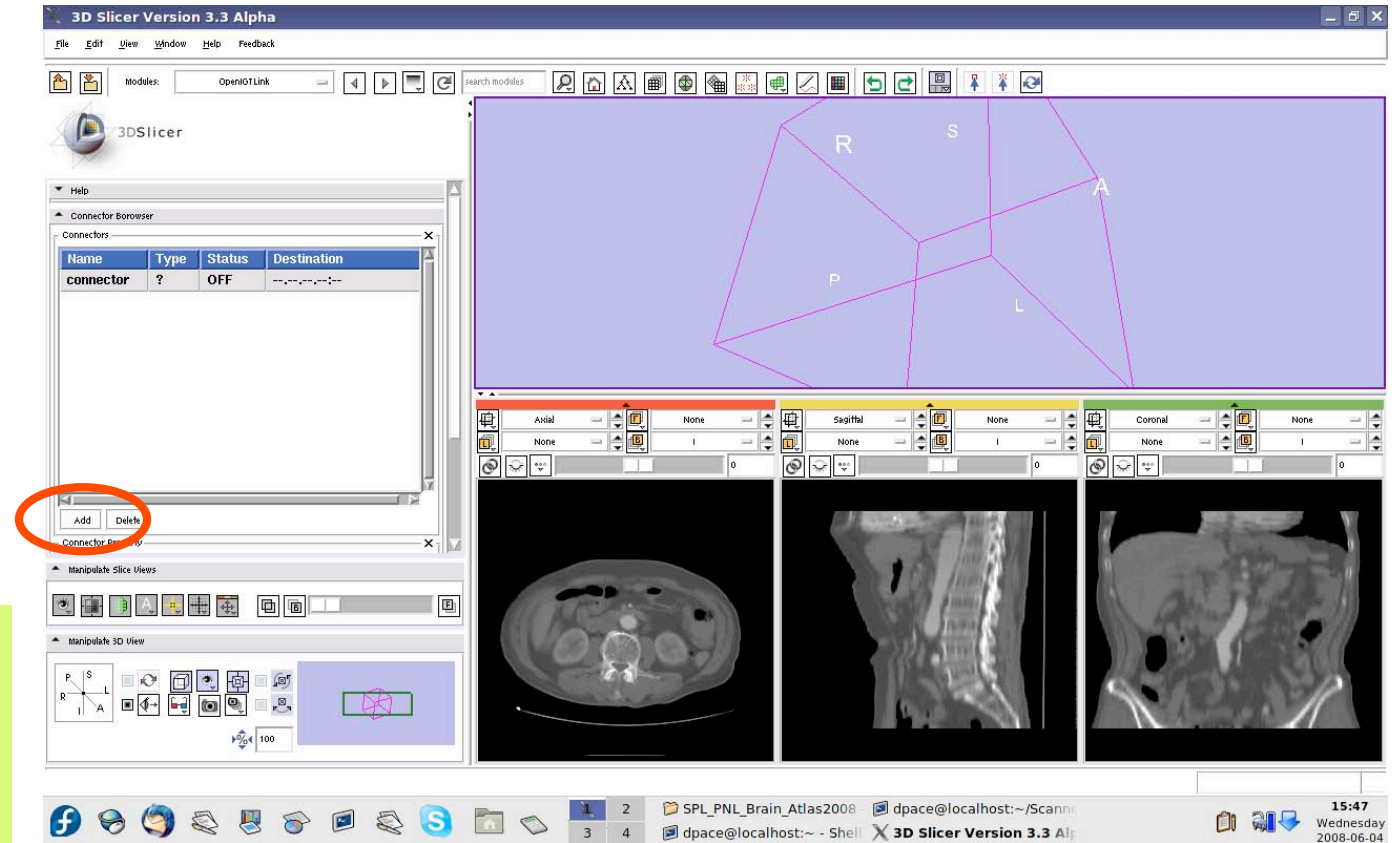 3D Slicer Version 3.3 Alpha
File Edit View Window Help Feedback
Modules: OpenIGTLink search modules
3DSlicer
Help
Connector Borowser
Connectors
Name Type Status Destination
connector ? OFF --.--.--.--:--
Add Delete
Connector Property
Manipulate Slice Views
B F
Manipulate 3D View
P S
R L
I A
% 100
R S A P L
Axial F None
L None B I
0
Sagittal F None
L None B I
0
Coronal F None
L None B I
0
1 2
3 4
SPL_PNL_Brain_Atlas2008 -
dpace@localhost:~/Scann
dpace@localhost:~ - Shell
3D Slicer Version 3.3 Alp
15:47
Wednesday
2008-06-04